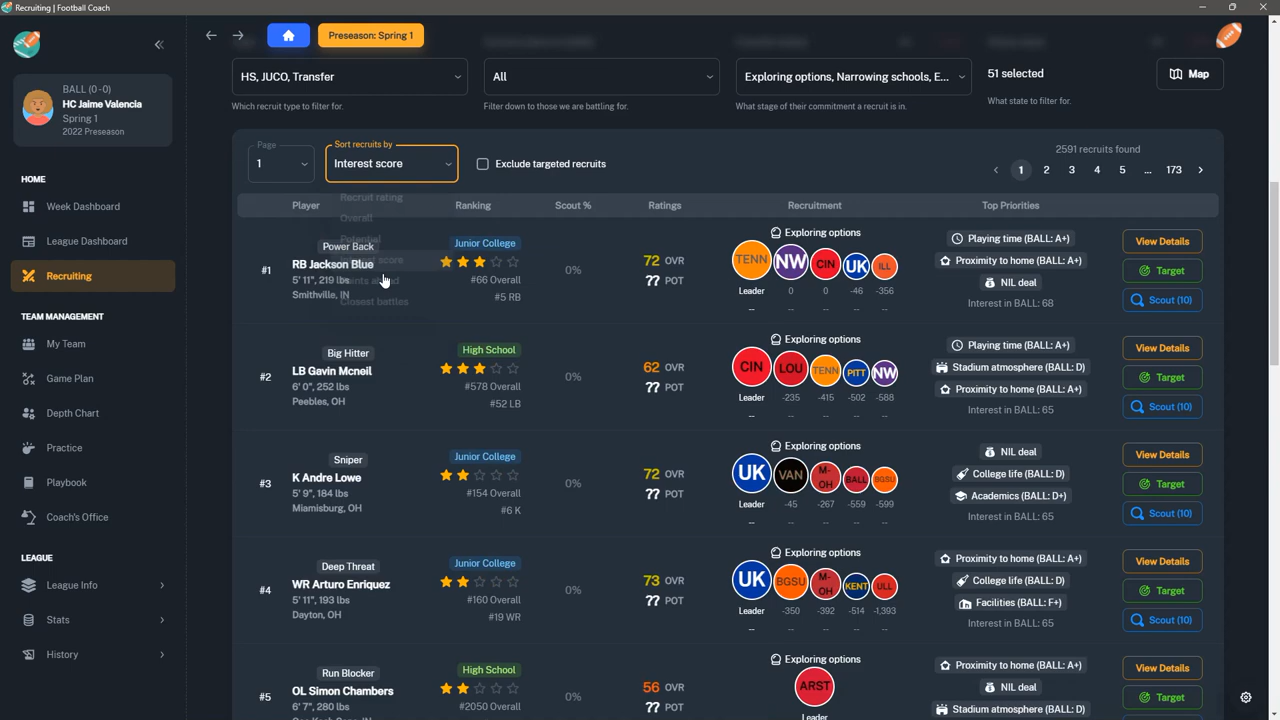 Recruiting | Football Coach
Preseason: Spring 1
BALL (0-0)
HC Jaime Valencia
Spring 1
2022 Preseason
HOME
Week Dashboard
League Dashboard
Recruiting
TEAM MANAGEMENT
My Team
Game Plan
Depth Chart
Practice
Playbook
Coach's Office
LEAGUE
League Info
Stats
History
HS, JUCO, Transfer
Which recruit type to filter for.
All
Filter down to those we are battling for.
Exploring options, Narrowing schools, E...
What stage of their commitment a recruit is in.
51 selected
What state to filter for.
Map
Page
1
Sort recruits by
Interest score
Exclude targeted recruits
2591 recruits found
1 2 3 4 5 ... 173
Recruit rating
Overall
Potential
Interest score
Points ahead
Closest battles
Player Ranking Scout % Ratings Recruitment Top Priorities
#1
Power Back
RB Jackson Blue
5' 11", 219 lbs
Smithville, IN
Junior College
#66 Overall
#5 RB
0%
72 OVR
?? POT
Exploring options
TENN NW CIN UK ILL
Leader 0 0 -46 -356
-- -- -- -- --
Playing time (BALL: A+)
Proximity to home (BALL: A+)
NIL deal
Interest in BALL: 68
View Details
Target
Scout (10)
#2
Big Hitter
LB Gavin Mcneil
6' 0", 252 lbs
Peebles, OH
High School
#578 Overall
#52 LB
0%
62 OVR
?? POT
Exploring options
CIN LOU TENN PITT NW
Leader -235 -415 -502 -588
-- -- -- -- --
Playing time (BALL: A+)
Stadium atmosphere (BALL: D)
Proximity to home (BALL: A+)
Interest in BALL: 65
View Details
Target
Scout (10)
#3
Sniper
K Andre Lowe
5' 9", 184 lbs
Miamisburg, OH
Junior College
#154 Overall
#6 K
0%
72 OVR
?? POT
Exploring options
UK VAN M-OH BALL BGSU
Leader -45 -267 -559 -599
-- -- -- -- --
NIL deal
College life (BALL: D)
Academics (BALL: D+)
Interest in BALL: 65
View Details
Target
Scout (10)
#4
Deep Threat
WR Arturo Enriquez
5' 11", 193 lbs
Dayton, OH
Junior College
#160 Overall
#19 WR
0%
73 OVR
?? POT
Exploring options
UK BGSU M-OH KENT ULL
Leader -350 -392 -514 -1,393
-- -- -- -- --
Proximity to home (BALL: A+)
College life (BALL: D)
Facilities (BALL: F+)
Interest in BALL: 65
View Details
Target
Scout (10)
#5
Run Blocker
OL Simon Chambers
6' 7", 280 lbs
High School
#2050 Overall
0%
56 OVR
?? POT
Exploring options
ARST
Leader
Proximity to home (BALL: A+)
NIL deal
Stadium atmosphere (BALL: D)
View Details
Target